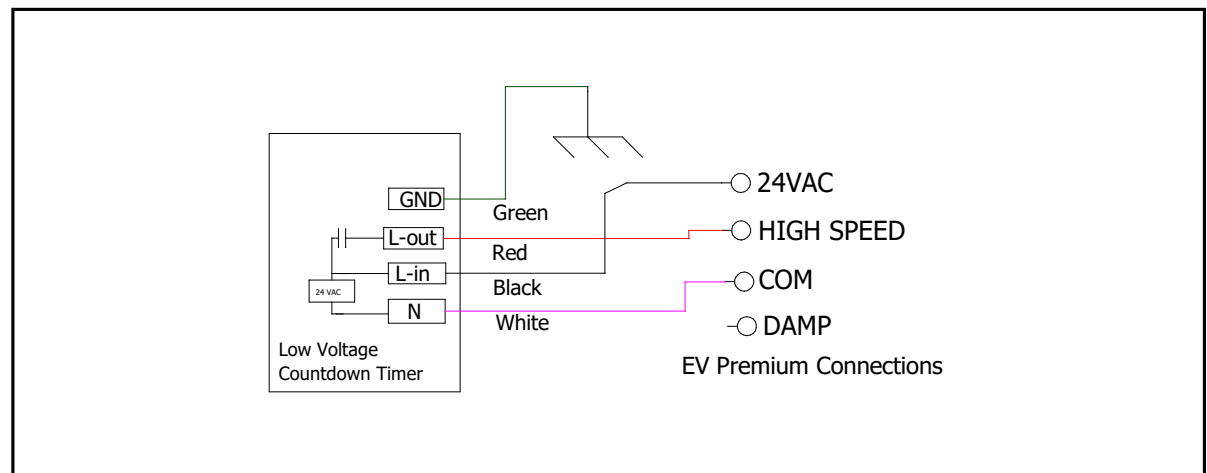 GND
Green
24VAC
L-out
Red
HIGH SPEED
L-in
Black
24 VAC
COM
N
White
DAMP
Low Voltage
Countdown Timer
EV Premium Connections